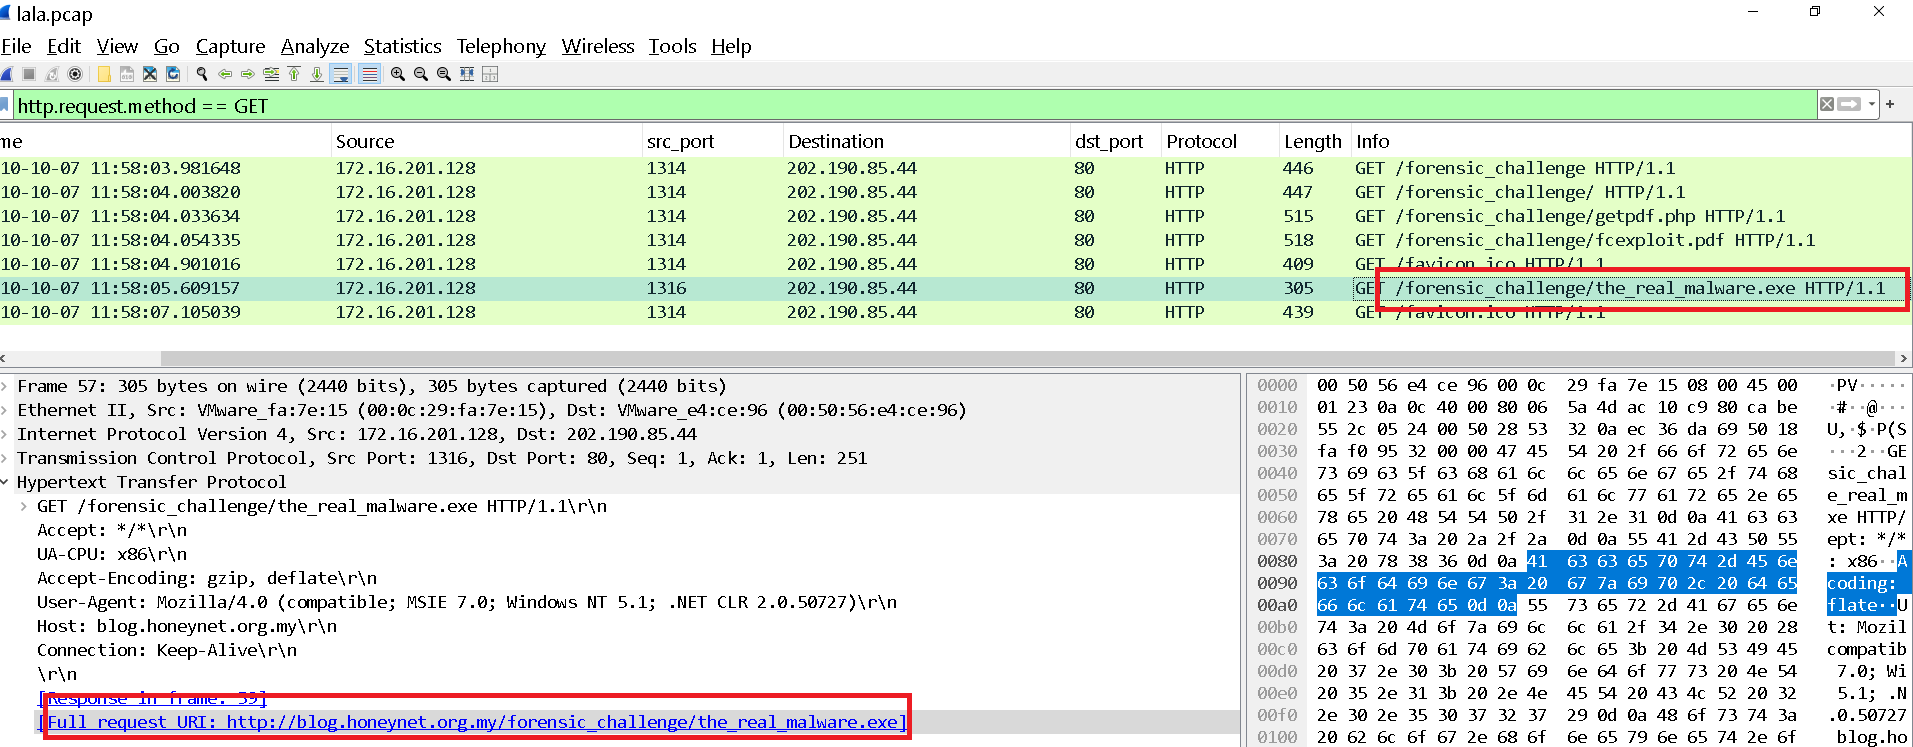 lala.pcap
File Edit View Go Capture Analyze Statistics Telephony Wireless Tools Help
http.request.method == GET
me Source src_port Destination dst_port Protocol Length Info
10-10-07 11:58:03.981648 172.16.201.128 1314 202.190.85.44 80 HTTP 446 GET /forensic_challenge HTTP/1.1
10-10-07 11:58:04.003820 172.16.201.128 1314 202.190.85.44 80 HTTP 447 GET /forensic_challenge/ HTTP/1.1
10-10-07 11:58:04.033634 172.16.201.128 1314 202.190.85.44 80 HTTP 515 GET /forensic_challenge/getpdf.php HTTP/1.1
10-10-07 11:58:04.054335 172.16.201.128 1314 202.190.85.44 80 HTTP 518 GET /forensic_challenge/fcexploit.pdf HTTP/1.1
10-10-07 11:58:04.901016 172.16.201.128 1314 202.190.85.44 80 HTTP 409 GET /favicon.ico HTTP/1.1
10-10-07 11:58:05.609157 172.16.201.128 1316 202.190.85.44 80 HTTP 305 GET /forensic_challenge/the_real_malware.exe HTTP/1.1
10-10-07 11:58:07.105039 172.16.201.128 1314 202.190.85.44 80 HTTP 439 GET /favicon.ico HTTP/1.1
Frame 57: 305 bytes on wire (2440 bits), 305 bytes captured (2440 bits)
Ethernet II, Src: VMware_fa:7e:15 (00:0c:29:fa:7e:15), Dst: VMware_e4:ce:96 (00:50:56:e4:ce:96)
Internet Protocol Version 4, Src: 172.16.201.128, Dst: 202.190.85.44
Transmission Control Protocol, Src Port: 1316, Dst Port: 80, Seq: 1, Ack: 1, Len: 251
Hypertext Transfer Protocol
GET /forensic_challenge/the_real_malware.exe HTTP/1.1\r\n
Accept: */*\r\n
UA-CPU: x86\r\n
Accept-Encoding: gzip, deflate\r\n
User-Agent: Mozilla/4.0 (compatible; MSIE 7.0; Windows NT 5.1; .NET CLR 2.0.50727)\r\n
Host: blog.honeynet.org.my\r\n
Connection: Keep-Alive\r\n
\r\n
[Response in frame: 59]
[Full request URI: http://blog.honeynet.org.my/forensic_challenge/the_real_malware.exe]
0000 00 50 56 e4 ce 96 00 0c 29 fa 7e 15 08 00 45 00 ·PV·····
0010 01 23 0a 0c 40 00 80 06 5a 4d ac 10 c9 80 ca be ·#··@···
0020 55 2c 05 24 00 50 28 53 32 0a ec 36 da 69 50 18 U,·$·P(S
0030 fa f0 95 32 00 00 47 45 54 20 2f 66 6f 72 65 6e ···2··GE
0040 73 69 63 5f 63 68 61 6c 6c 65 6e 67 65 2f 74 68 sic_chal
0050 65 5f 72 65 61 6c 5f 6d 61 6c 77 61 72 65 2e 65 e_real_m
0060 78 65 20 48 54 54 50 2f 31 2e 31 0d 0a 41 63 63 xe HTTP/
0070 65 70 74 3a 20 2a 2f 2a 0d 0a 55 41 2d 43 50 55 ept: */*
0080 3a 20 78 38 36 0d 0a 41 63 63 65 70 74 2d 45 6e : x86··A
0090 63 6f 64 69 6e 67 3a 20 67 7a 69 70 2c 20 64 65 coding:
00a0 66 6c 61 74 65 0d 0a 55 73 65 72 2d 41 67 65 6e flate··U
00b0 74 3a 20 4d 6f 7a 69 6c 6c 61 2f 34 2e 30 20 28 t: Mozil
00c0 63 6f 6d 70 61 74 69 62 6c 65 3b 20 4d 53 49 45 compatib
00d0 20 37 2e 30 3b 20 57 69 6e 64 6f 77 73 20 4e 54 7.0; Wi
00e0 20 35 2e 31 3b 20 2e 4e 45 54 20 43 4c 52 20 32 5.1; .N
00f0 2e 30 2e 35 30 37 32 37 29 0d 0a 48 6f 73 74 3a .0.50727
0100 20 62 6c 6f 67 2e 68 6f 6e 65 79 6e 65 74 2e 6f blog.ho